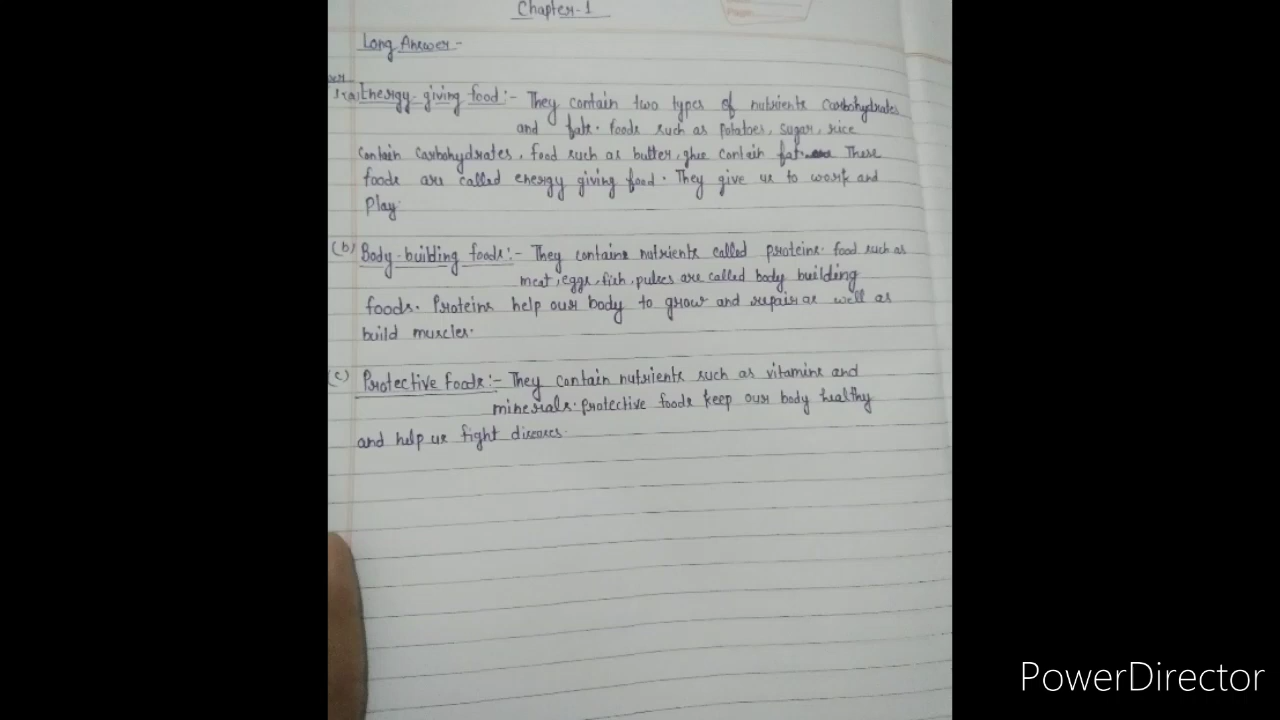 Chapter-1
Long Answer -
Energy-giving food :- They contain two types of nutrients carbohydrates
and fats. foods such as potatoes, sugar, rice
contain carbohydrates, food such as butter, ghee contain fat. These
foods are called energy giving food. They give us to work and
Play.
(b) Body-building foods :- They contains nutrients called proteins. food such as
meat, eggs, fish, pulses are called body building
foods. Proteins help our body to grow and repair as well as
build muscles.
(c) Protective Foods :- They contain nutrients such as vitamins and
minerals. protective foods keep our body healthy
and help us fight diseases.
PowerDirector